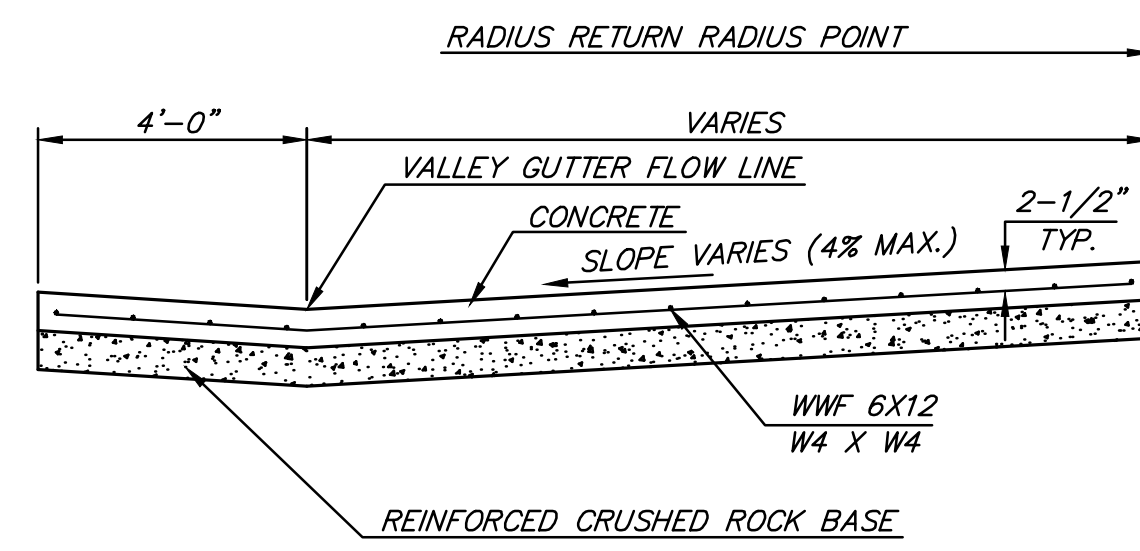 RADIUS RETURN RADIUS POINT
4'-0"
VARIES
VALLEY GUTTER FLOW LINE
CONCRETE
2-1/2"
TYP.
SLOPE VARIES (4% MAX.)
WWF 6X12
W4 X W4
REINFORCED CRUSHED ROCK BASE